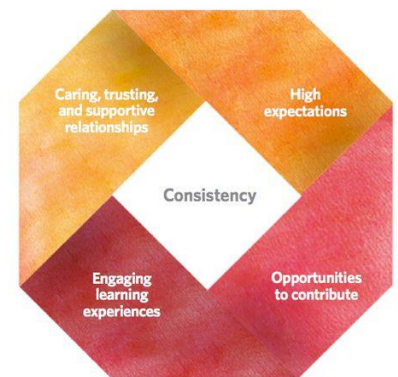 Caring, trusting,
and supportive
relationships
High
expectations
Consistency
Engaging
learning
experiences
Opportunities
to contribute